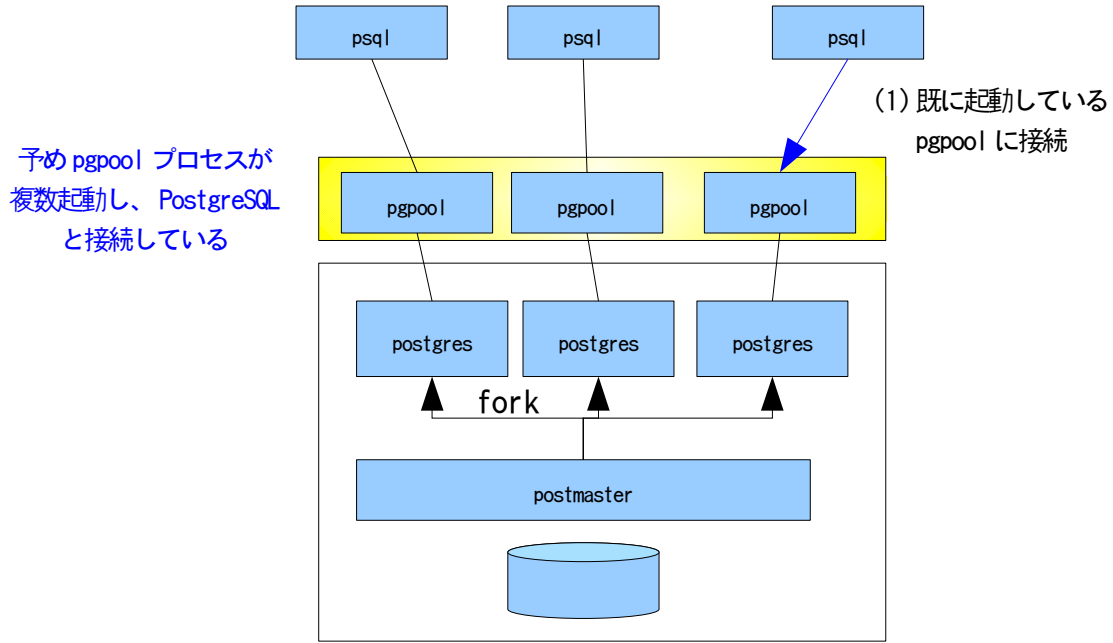 psql
psql
psql
(1) 既に起動している
pgpool に接続
予め pgpool プロセスが
複数起動し、 PostgreSQL
と接続している
pgpool
pgpool
pgpool
postgres
postgres
postgres
fork
postmaster